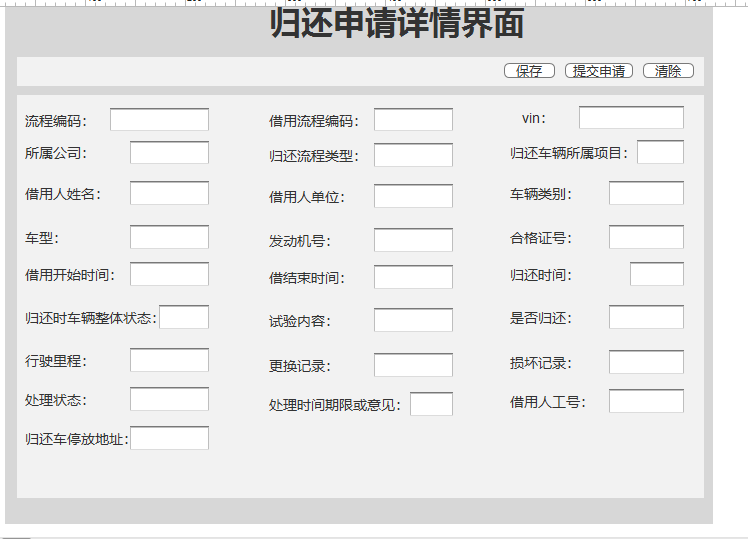 归还申请详情界面
保存 提交申请 清除
流程编码： 借用流程编码： vin：
所属公司： 归还流程类型： 归还车辆所属项目：
借用人姓名： 借用人单位： 车辆类别：
车型： 发动机号： 合格证号：
借用开始时间： 借结束时间： 归还时间：
归还时车辆整体状态： 试验内容： 是否归还：
行驶里程： 更换记录： 损坏记录：
处理状态： 处理时间期限或意见： 借用人工号：
归还车停放地址：